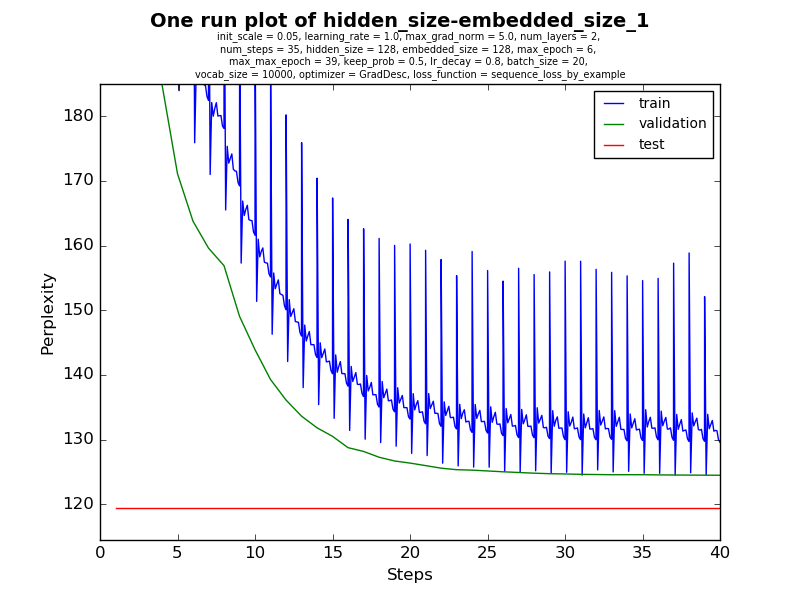 One run plot of hidden_size-embedded_size_1
init_scale = 0.05, learning_rate = 1.0, max_grad_norm = 5.0, num_layers = 2,
num_steps = 35, hidden_size = 128, embedded_size = 128, max_epoch = 6,
max_max_epoch = 39, keep_prob = 0.5, lr_decay = 0.8, batch_size = 20,
vocab_size = 10000, optimizer = GradDesc, loss_function = sequence_loss_by_example
train
validation
test
Perplexity
180
170
160
150
140
130
120
0 5 10 15 20 25 30 35 40
Steps